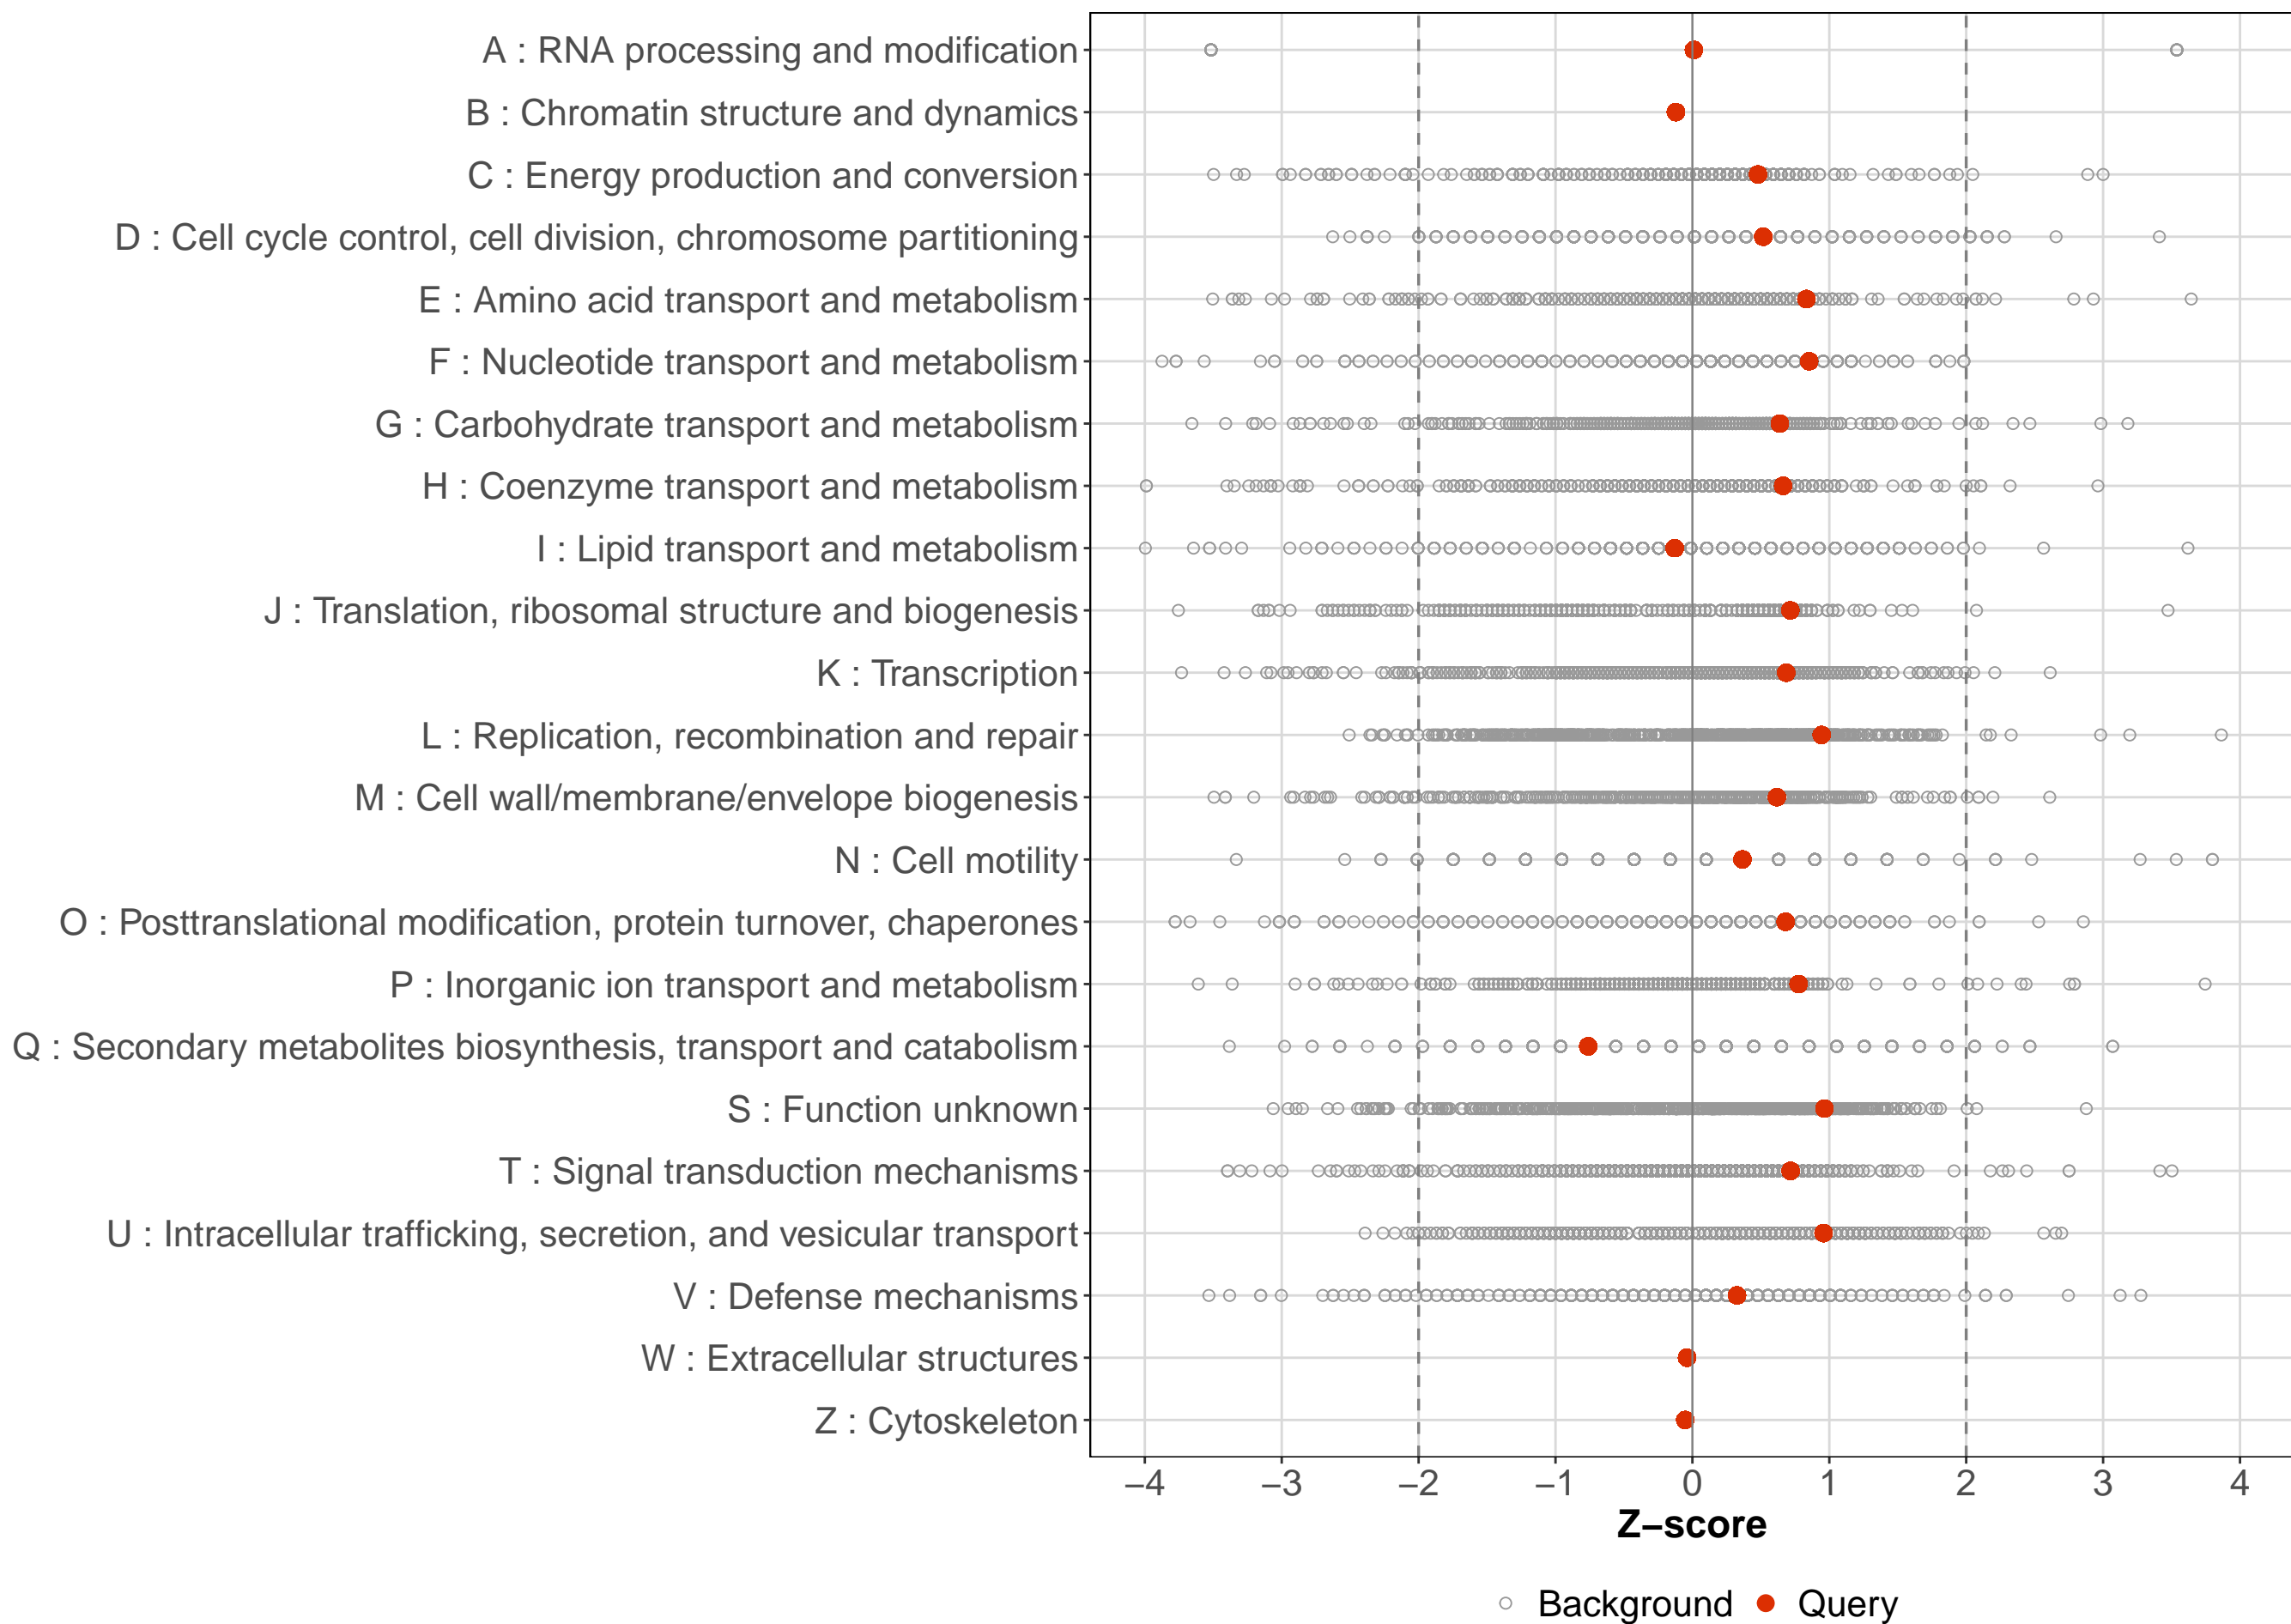 A : RNA processing and modification
B : Chromatin structure and dynamics
C : Energy production and conversion
D : Cell cycle control, cell division, chromosome partitioning
E : Amino acid transport and metabolism
F : Nucleotide transport and metabolism
G : Carbohydrate transport and metabolism
H : Coenzyme transport and metabolism
I : Lipid transport and metabolism
J : Translation, ribosomal structure and biogenesis
K : Transcription
L : Replication, recombination and repair
M : Cell wall/membrane/envelope biogenesis
N : Cell motility
O : Posttranslational modification, protein turnover, chaperones
P : Inorganic ion transport and metabolism
Q : Secondary metabolites biosynthesis, transport and catabolism
S : Function unknown
T : Signal transduction mechanisms
U : Intracellular trafficking, secretion, and vesicular transport
V : Defense mechanisms
W : Extracellular structures
Z : Cytoskeleton
−4 −3 −2 −1 0 1 2 3 4
Z−score
Background Query